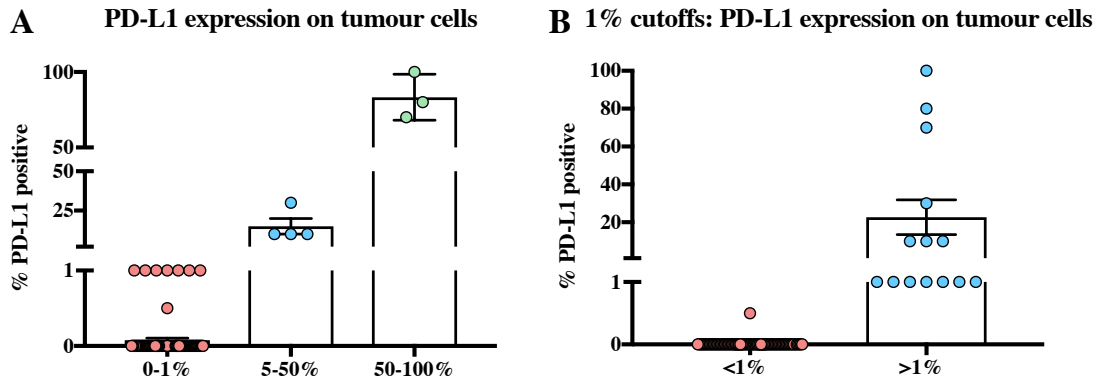 A PD-L1 expression on tumour cells
% PD-L1 positive
100
50
50
25
1
0
0-1% 5-50% 50-100%
B 1% cutoffs: PD-L1 expression on tumour cells
% PD-L1 positive
100
80
60
40
20
1
0
<1% >1%